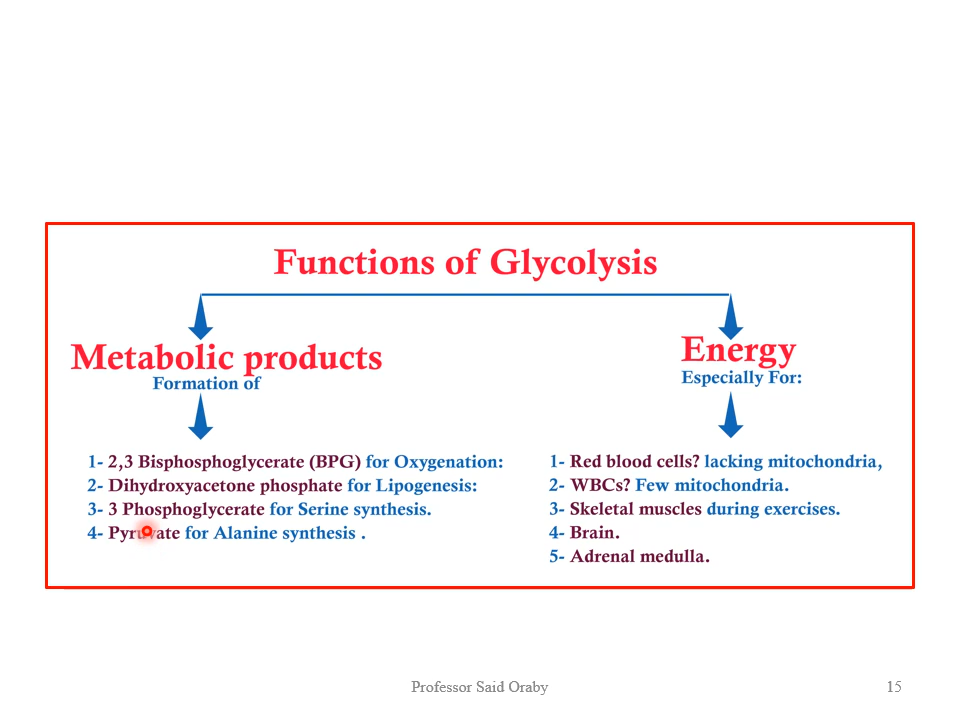 Functions of Glycolysis
Metabolic products
Formation of
1- 2,3 Bisphosphoglycerate (BPG) for Oxygenation:
2- Dihydroxyacetone phosphate for Lipogenesis:
3- 3 Phosphoglycerate for Serine synthesis.
4- Pyruvate for Alanine synthesis .
Energy
Especially For:
1- Red blood cells? lacking mitochondria,
2- WBCs? Few mitochondria.
3- Skeletal muscles during exercises.
4- Brain.
5- Adrenal medulla.
Professor Said Oraby
15